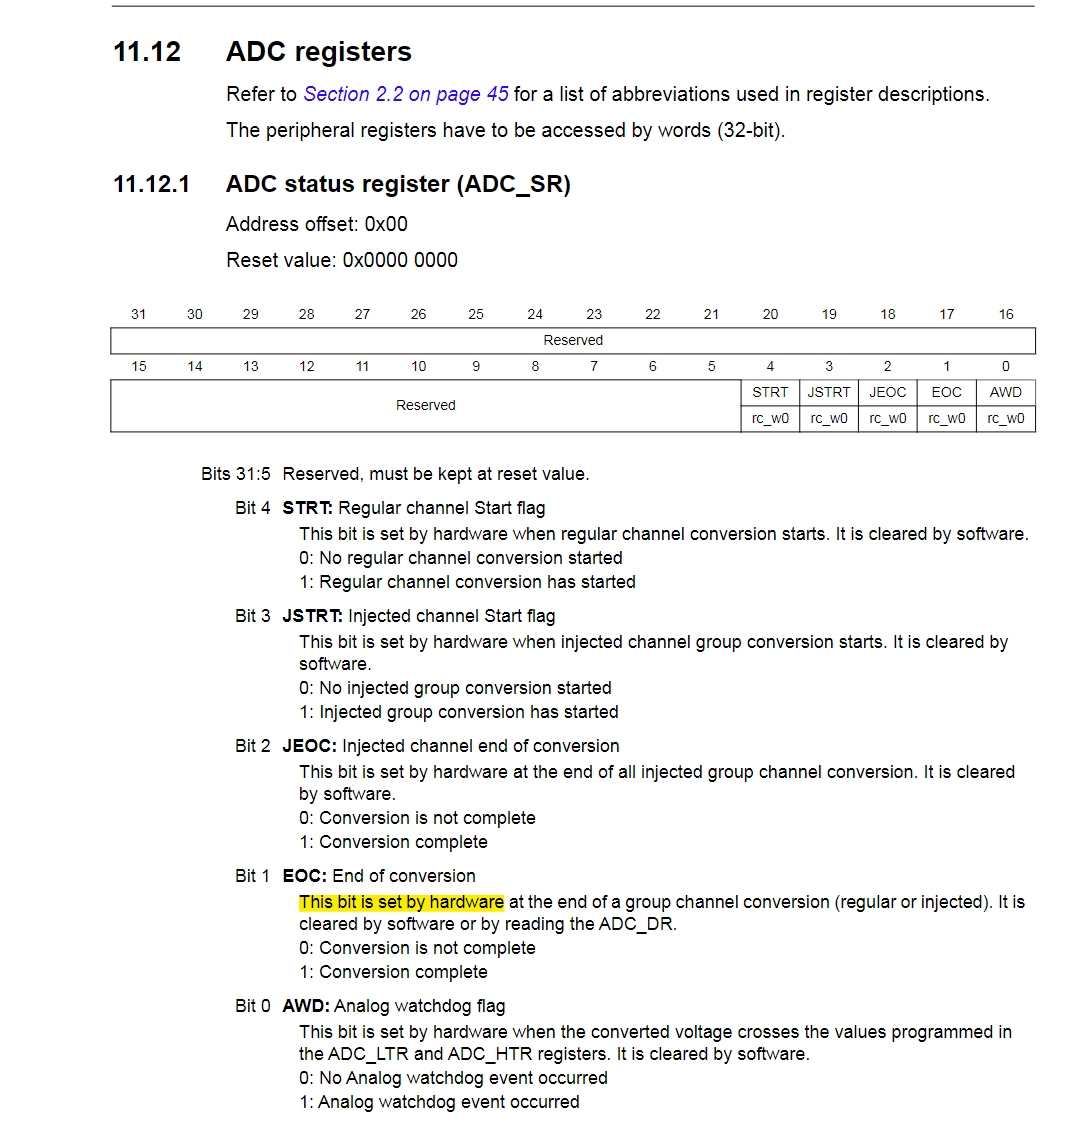 11.12 ADC registers
Refer to Section 2.2 on page 45 for a list of abbreviations used in register descriptions.
The peripheral registers have to be accessed by words (32-bit).
11.12.1 ADC status register (ADC_SR)
Address offset: 0x00
Reset value: 0x0000 0000
31 30 29 28 27 26 25 24 23 22 21 20 19 18 17 16
Reserved
15 14 13 12 11 10 9 8 7 6 5 4 3 2 1 0
Reserved STRT JSTRT JEOC EOC AWD
rc_w0 rc_w0 rc_w0 rc_w0 rc_w0
Bits 31:5 Reserved, must be kept at reset value.
Bit 4 STRT: Regular channel Start flag
This bit is set by hardware when regular channel conversion starts. It is cleared by software.
0: No regular channel conversion started
1: Regular channel conversion has started
Bit 3 JSTRT: Injected channel Start flag
This bit is set by hardware when injected channel group conversion starts. It is cleared by
software.
0: No injected group conversion started
1: Injected group conversion has started
Bit 2 JEOC: Injected channel end of conversion
This bit is set by hardware at the end of all injected group channel conversion. It is cleared
by software.
0: Conversion is not complete
1: Conversion complete
Bit 1 EOC: End of conversion
This bit is set by hardware at the end of a group channel conversion (regular or injected). It is
cleared by software or by reading the ADC_DR.
0: Conversion is not complete
1: Conversion complete
Bit 0 AWD: Analog watchdog flag
This bit is set by hardware when the converted voltage crosses the values programmed in
the ADC_LTR and ADC_HTR registers. It is cleared by software.
0: No Analog watchdog event occurred
1: Analog watchdog event occurred